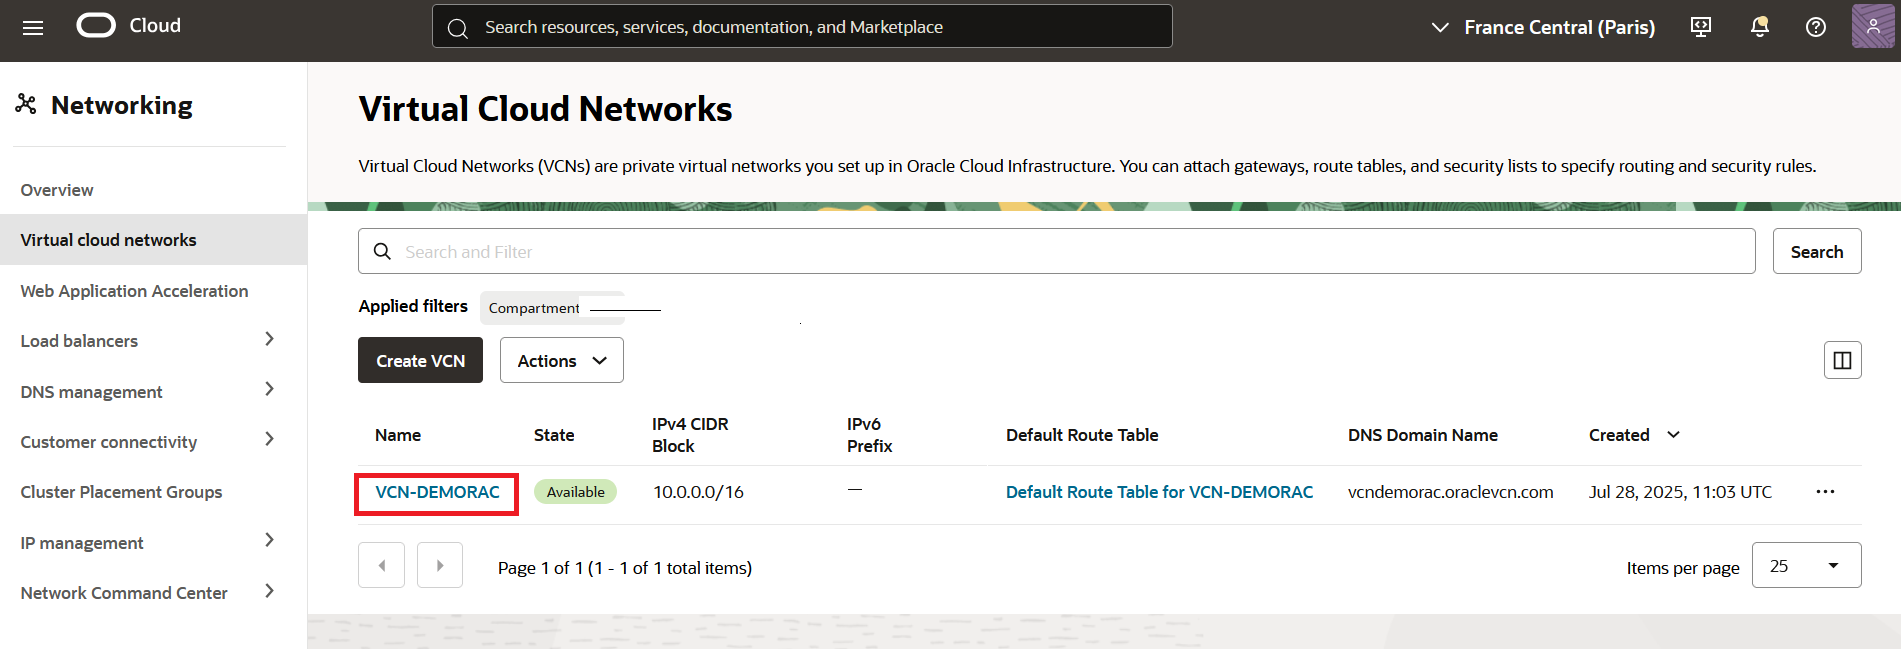 Cloud
Search resources, services, documentation, and Marketplace
France Central (Paris)
Networking
Overview
Virtual cloud networks
Web Application Acceleration
Load balancers
DNS management
Customer connectivity
Cluster Placement Groups
IP management
Network Command Center
Virtual Cloud Networks
Virtual Cloud Networks (VCNs) are private virtual networks you set up in Oracle Cloud Infrastructure. You can attach gateways, route tables, and security lists to specify routing and security rules.
Search and Filter
Search
Applied filters Compartment
Create VCN Actions
Name State IPv4 CIDR Block IPv6 Prefix Default Route Table DNS Domain Name Created
VCN-DEMORAC Available 10.0.0.0/16 — Default Route Table for VCN-DEMORAC vcndemorac.oraclevcn.com Jul 28, 2025, 11:03 UTC ...
Page 1 of 1 (1 - 1 of 1 total items) Items per page 25